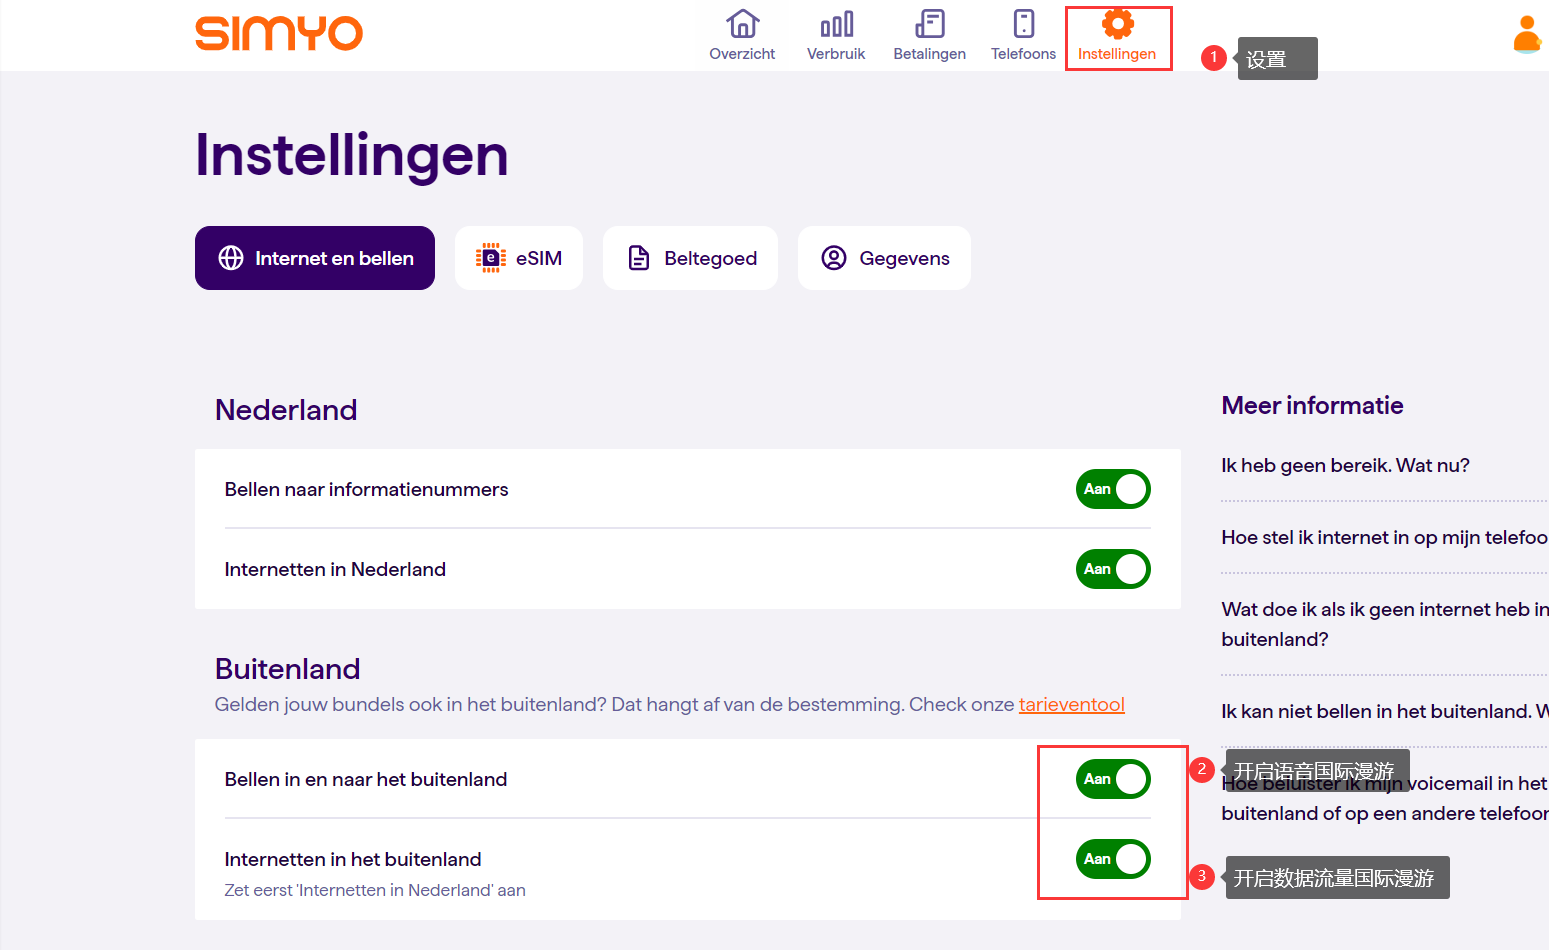 SIMYO
Overzicht
Verbruik
Betalingen
Telefoons
Instellingen
1
设置
Instellingen
Internet en bellen
e
eSIM
Beltegoed
Gegevens
Nederland
Bellen naar informatienummers
Aan
Internetten in Nederland
Aan
Buitenland
Gelden jouw bundels ook in het buitenland? Dat hangt af van de bestemming. Check onze tarieventool
Bellen in en naar het buitenland
Aan
2
开启语音国际漫游
Internetten in het buitenland
Zet eerst 'Internetten in Nederland' aan
Aan
3
开启数据流量国际漫游
Meer informatie
Ik heb geen bereik. Wat nu?
Hoe stel ik internet in op mijn telefoo
Wat doe ik als ik geen internet heb in
buitenland?
Ik kan niet bellen in het buitenland. W
Hoe beluister ik mijn voicemail in het
buitenland of op een andere telefoon